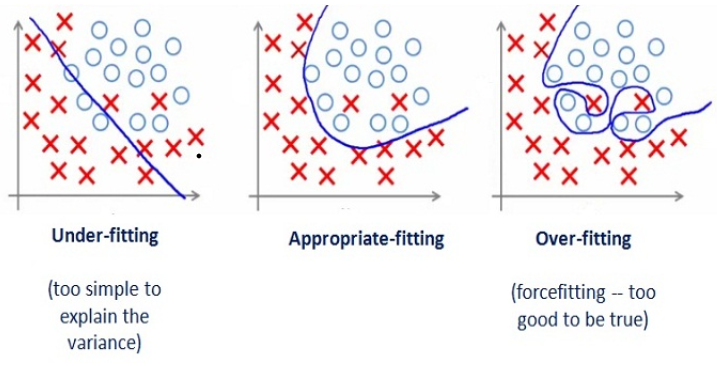 Under-fitting
Appropriate-fitting
Over-fitting
(too simple to
explain the
variance)
(forcefitting -- too
good to be true)